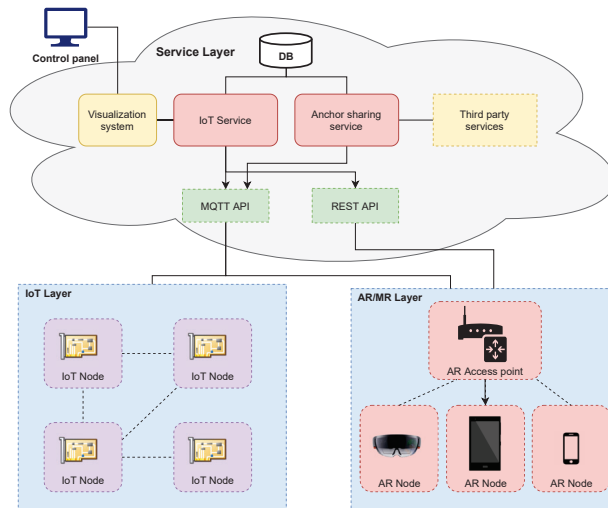 Control panel
Service Layer
DB
Visualization
system
IoT Service
Anchor sharing
service
Third party
services
MQTT API
REST API
IoT Layer
IoT Node
IoT Node
IoT Node
IoT Node
AR/MR Layer
AR Access point
AR Node
AR Node
AR Node